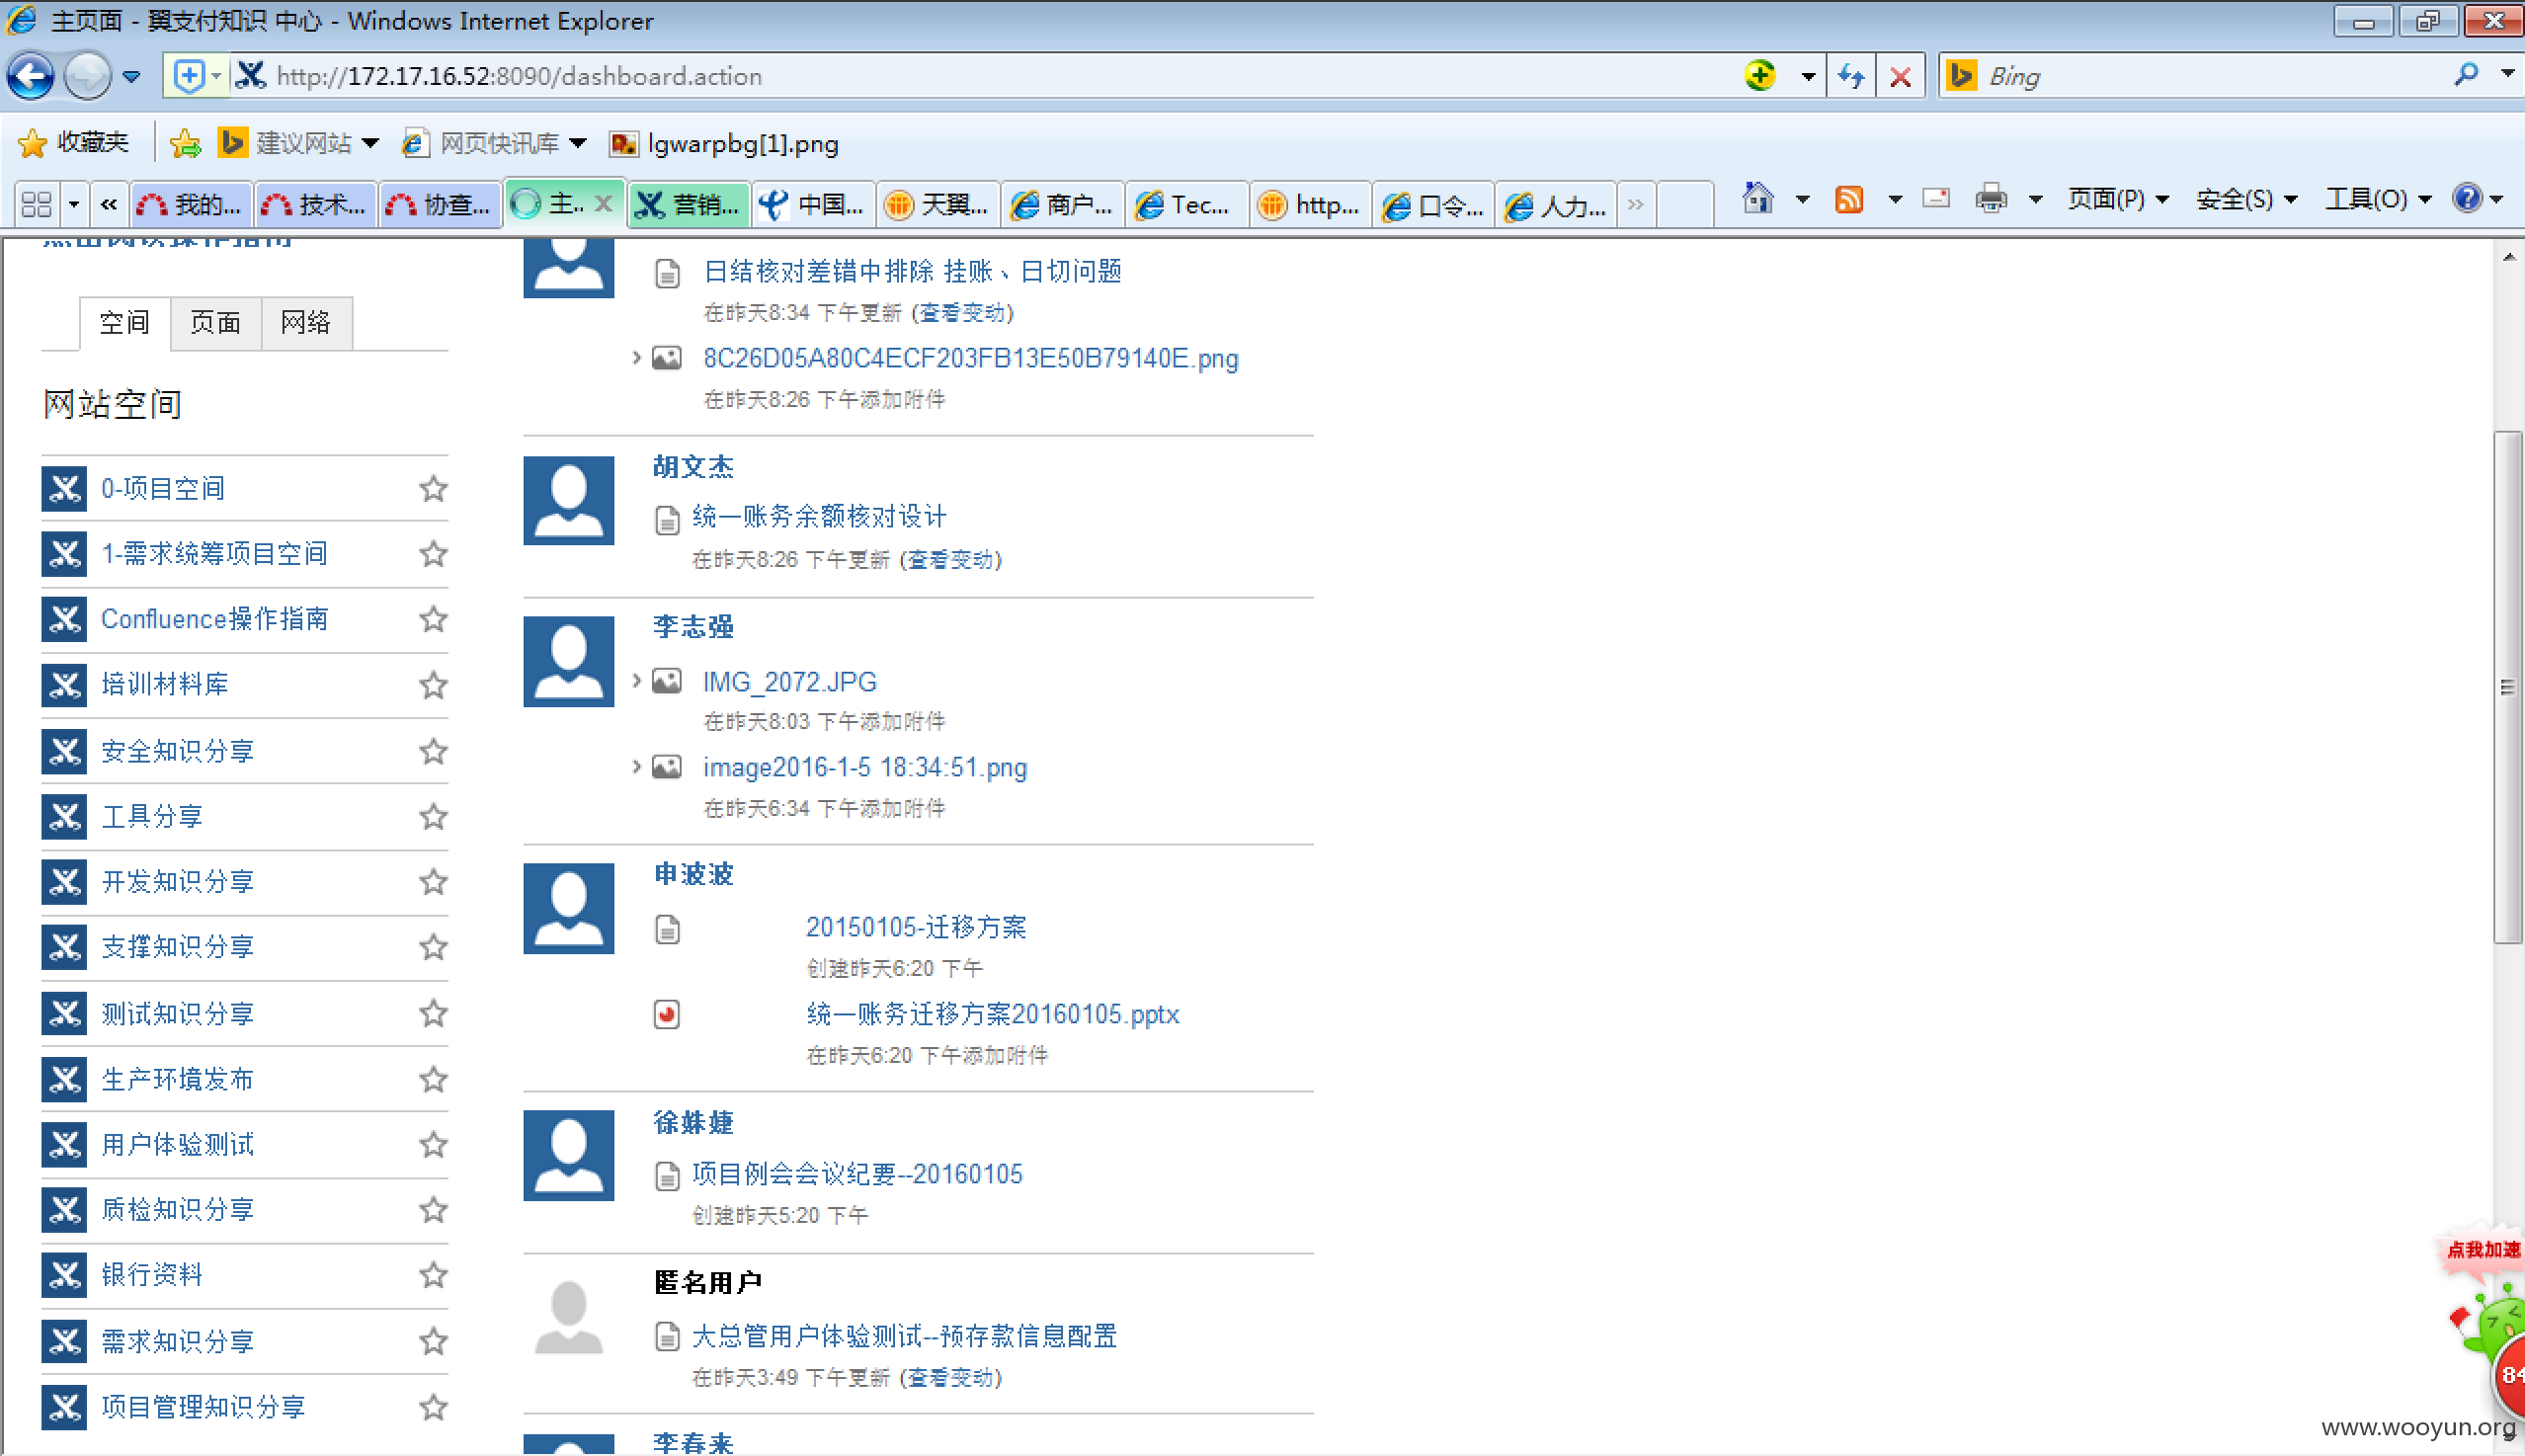 主页面 - 翼支付知识 中心 - Windows Internet Explorer
http://172.17.16.52:8090/dashboard.action
Bing
收藏夹 建议网站 网页快讯库 lgwarpbg[1].png
我的... 技术... 协查... 主.. 营销... 中国... 天翼... 商户... Tec... http... 口令... 人力... 页面(P) 安全(S) 工具(O)
空间 页面 网络
网站空间
0-项目空间
1-需求统筹项目空间
Confluence操作指南
培训材料库
安全知识分享
工具分享
开发知识分享
支撑知识分享
测试知识分享
生产环境发布
用户体验测试
质检知识分享
银行资料
需求知识分享
项目管理知识分享
日结核对差错中排除 挂账、日切问题
在昨天8:34 下午更新 (查看变动)
8C26D05A80C4ECF203FB13E50B79140E.png
在昨天8:26 下午添加附件
胡文杰
统一账务余额核对设计
在昨天8:26 下午更新 (查看变动)
李志强
IMG_2072.JPG
在昨天8:03 下午添加附件
image2016-1-5 18:34:51.png
在昨天6:34 下午添加附件
申波波
20150105-迁移方案
创建昨天6:20 下午
统一账务迁移方案20160105.pptx
在昨天6:20 下午添加附件
徐姝婕
项目例会会议纪要--20160105
创建昨天5:20 下午
匿名用户
大总管用户体验测试--预存款信息配置
在昨天3:49 下午更新 (查看变动)
李春来
点我加速
84
www.wooyun.org